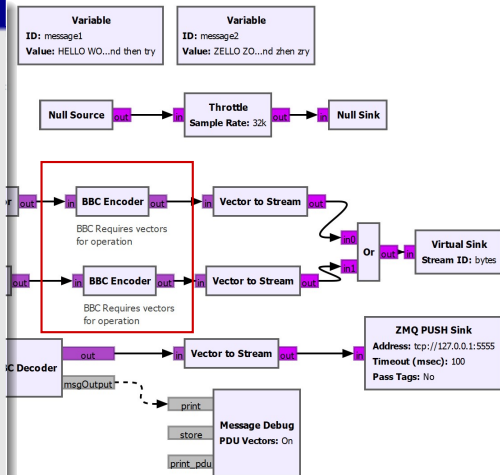 Variable
ID: message1
Value: HELLO WO...nd then try
Variable
ID: message2
Value: ZELLO ZO...nd zhen zry
Null Source
out
in
Throttle
Sample Rate: 32k
out
in
Null Sink
or
out
in
BBC Encoder
out
in
Vector to Stream
out
BBC Requires vectors
for operation
in0
in1
Or
out
in
Virtual Sink
Stream ID: bytes
out
in
BBC Encoder
out
in
Vector to Stream
out
BBC Requires vectors
for operation
C Decoder
out
msgOutput
in
Vector to Stream
out
in
ZMQ PUSH Sink
Address: tcp://127.0.0.1:5555
Timeout (msec): 100
Pass Tags: No
print
store
print_pdu
Message Debug
PDU Vectors: On